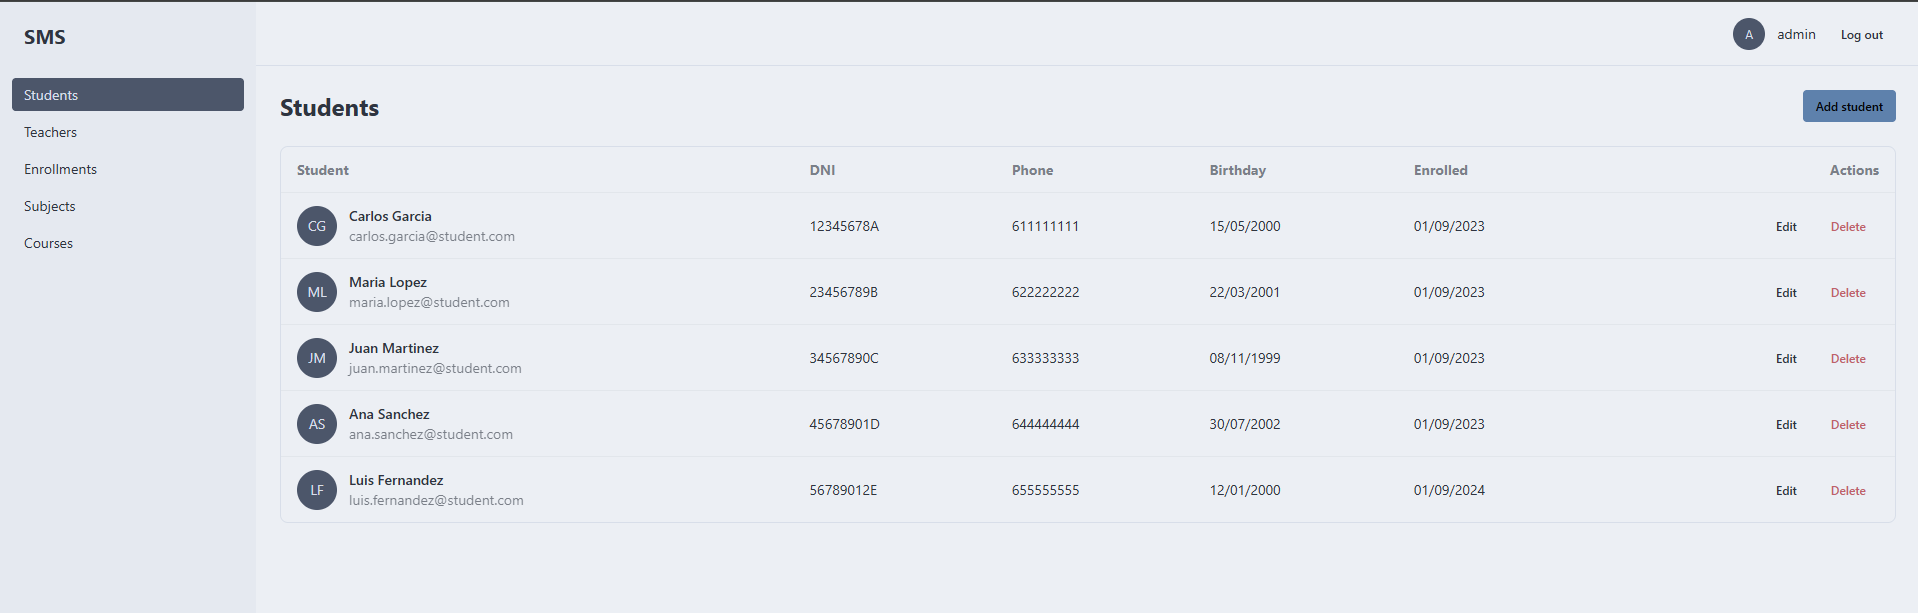 SMS
A admin Log out
Students
Teachers
Enrollments
Subjects
Courses
Students
Add student
Student DNI Phone Birthday Enrolled Actions
CG Carlos Garcia
carlos.garcia@student.com
12345678A 611111111 15/05/2000 01/09/2023 Edit Delete
ML Maria Lopez
maria.lopez@student.com
23456789B 622222222 22/03/2001 01/09/2023 Edit Delete
JM Juan Martinez
juan.martinez@student.com
34567890C 633333333 08/11/1999 01/09/2023 Edit Delete
AS Ana Sanchez
ana.sanchez@student.com
45678901D 644444444 30/07/2002 01/09/2023 Edit Delete
LF Luis Fernandez
luis.fernandez@student.com
56789012E 655555555 12/01/2000 01/09/2024 Edit Delete